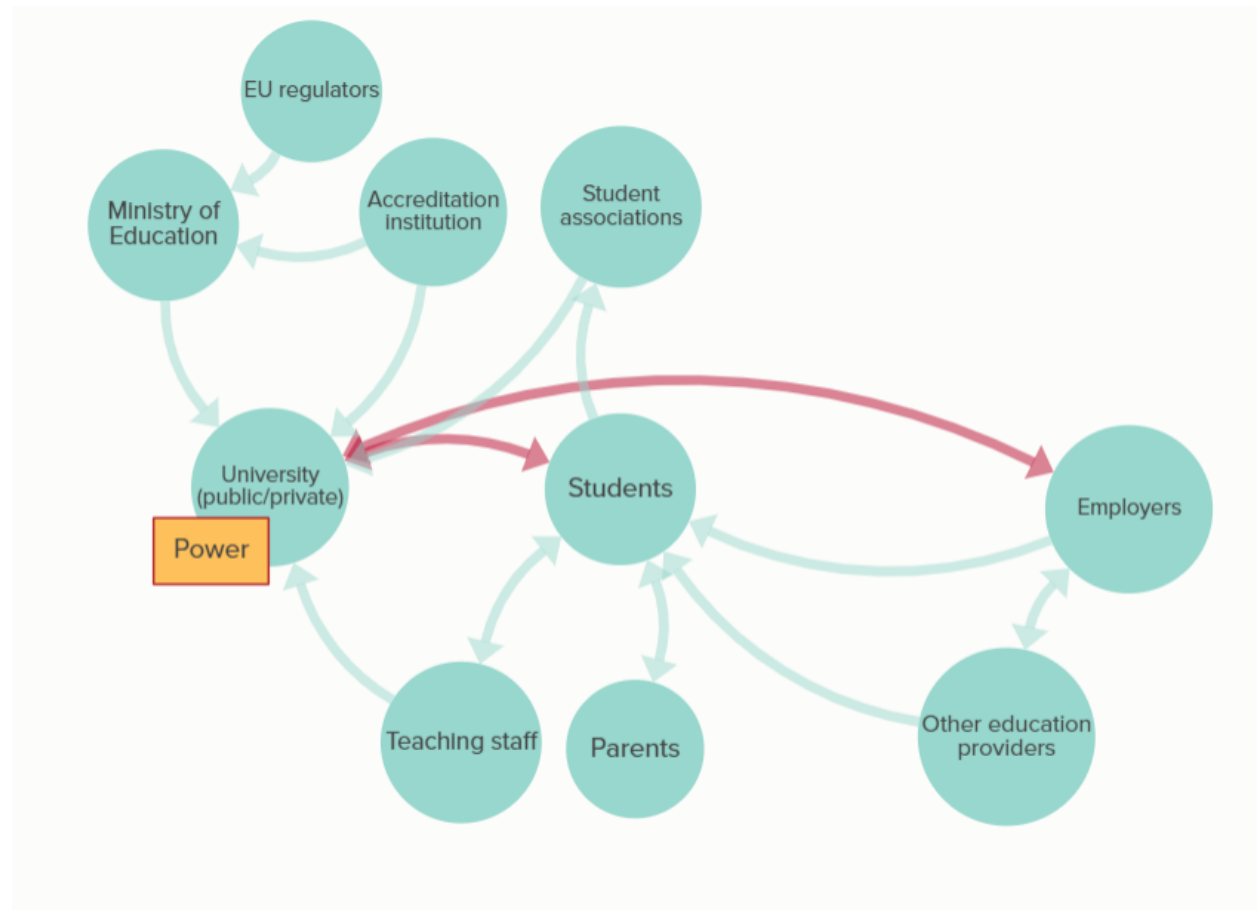 EU regulators
Ministry of
Education
Accreditation
institution
Student
associations
University
(public/private)
Power
Students
Employers
Teaching staff
Parents
Other education
providers